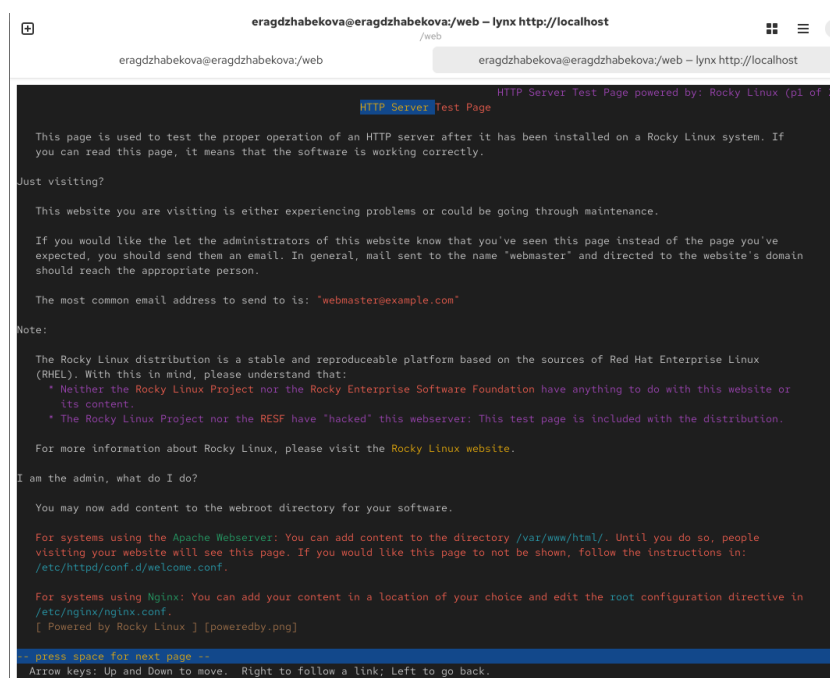 eragdzhabekova@eragdzhabekova:/web — lynx http://localhost
/web
eragdzhabekova@eragdzhabekova:/web
eragdzhabekova@eragdzhabekova:/web — lynx http://localhost
HTTP Server Test Page powered by: Rocky Linux (p1 of
HTTP Server Test Page
This page is used to test the proper operation of an HTTP server after it has been installed on a Rocky Linux system. If
you can read this page, it means that the software is working correctly.
Just visiting?
This website you are visiting is either experiencing problems or could be going through maintenance.
If you would like the let the administrators of this website know that you've seen this page instead of the page you've
expected, you should send them an email. In general, mail sent to the name "webmaster" and directed to the website's domain
should reach the appropriate person.
The most common email address to send to is: "webmaster@example.com"
Note:
The Rocky Linux distribution is a stable and reproduceable platform based on the sources of Red Hat Enterprise Linux
(RHEL). With this in mind, please understand that:
* Neither the Rocky Linux Project nor the Rocky Enterprise Software Foundation have anything to do with this website or
its content.
* The Rocky Linux Project nor the RESF have "hacked" this webserver: This test page is included with the distribution.
For more information about Rocky Linux, please visit the Rocky Linux website.
I am the admin, what do I do?
You may now add content to the webroot directory for your software.
For systems using the Apache Webserver: You can add content to the directory /var/www/html/. Until you do so, people
visiting your website will see this page. If you would like this page to not be shown, follow the instructions in:
/etc/httpd/conf.d/welcome.conf.
For systems using Nginx: You can add your content in a location of your choice and edit the root configuration directive in
/etc/nginx/nginx.conf.
[ Powered by Rocky Linux ] [poweredby.png]
-- press space for next page --
Arrow keys: Up and Down to move. Right to follow a link; Left to go back.